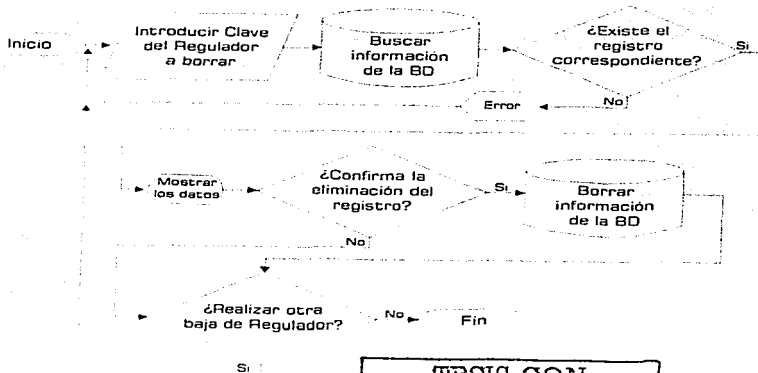 Inicio
Introducir Clave
del Regulador
a borrar
Buscar
información
de la BD
¿Existe el
registro
correspondiente?
Si
No
Error
Mostrar
los datos
¿Confirma la
eliminación del
registro?
Si
Borrar
información
de la BD
No
¿Realizar otra
baja de Regulador?
No
Fin
Si
TESIS CON